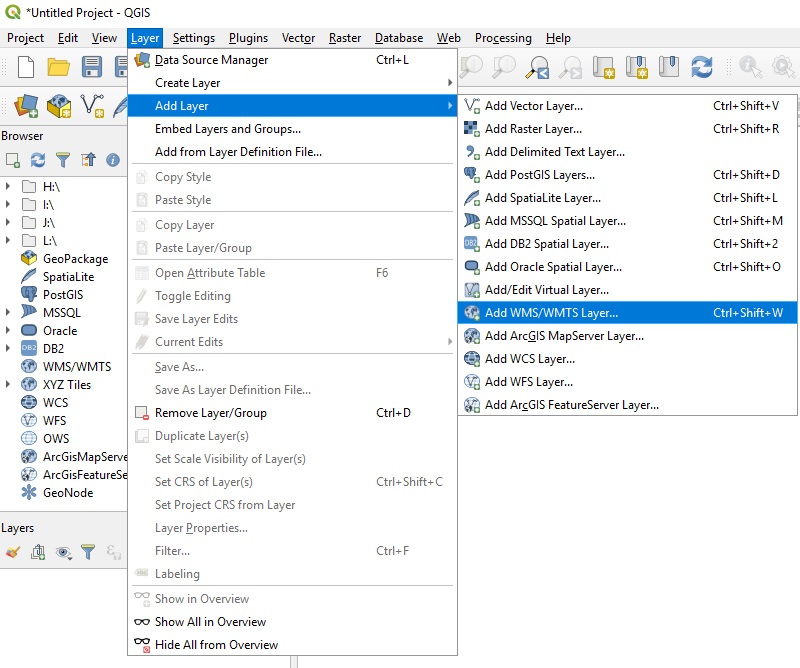 *Untitled Project - QGIS
Project Edit View Layer Settings Plugins Vector Raster Database Web Processing Help
Data Source Manager Ctrl+L
Create Layer
Add Layer
Embed Layers and Groups...
Add from Layer Definition File...
Copy Style
Paste Style
Copy Layer
Paste Layer/Group
Open Attribute Table F6
Toggle Editing
Save Layer Edits
Current Edits
Save As...
Save As Layer Definition File...
Remove Layer/Group Ctrl+D
Duplicate Layer(s)
Set Scale Visibility of Layer(s)
Set CRS of Layer(s) Ctrl+Shift+C
Set Project CRS from Layer
Layer Properties...
Filter... Ctrl+F
Labeling
Show in Overview
Show All in Overview
Hide All from Overview
Add Vector Layer... Ctrl+Shift+V
Add Raster Layer... Ctrl+Shift+R
Add Delimited Text Layer...
Add PostGIS Layers... Ctrl+Shift+D
Add SpatiaLite Layer... Ctrl+Shift+L
Add MSSQL Spatial Layer... Ctrl+Shift+M
Add DB2 Spatial Layer... Ctrl+Shift+2
Add Oracle Spatial Layer... Ctrl+Shift+O
Add/Edit Virtual Layer...
Add WMS/WMTS Layer... Ctrl+Shift+W
Add ArcGIS MapServer Layer...
Add WCS Layer...
Add WFS Layer...
Add ArcGIS FeatureServer Layer...
Browser
H:\
I:\
J:\
L:\
GeoPackage
SpatiaLite
PostGIS
MSSQL
Oracle
DB2 DB2
WMS/WMTS
XYZ Tiles
WCS
WFS
OWS
ArcGisMapServe
ArcGisFeatureSe
GeoNode
Layers